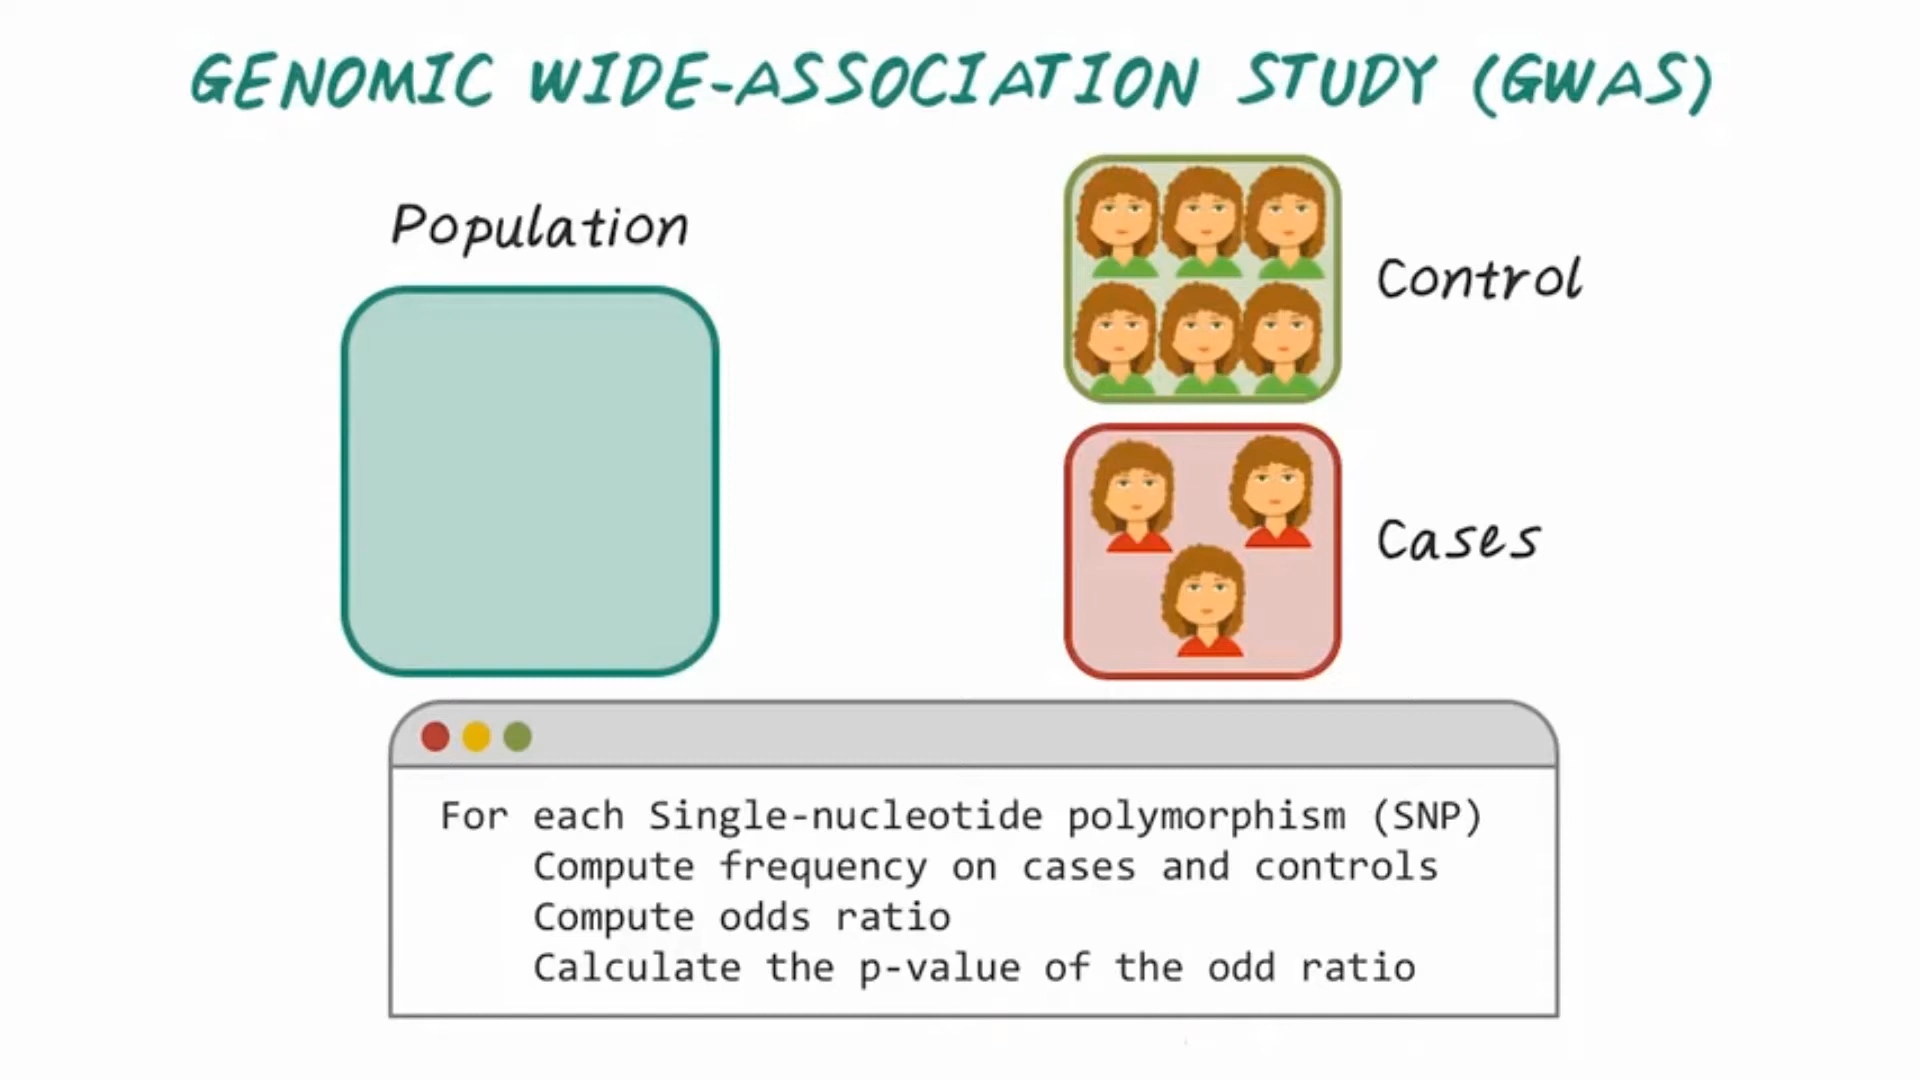 GENOMIC WIDE-ASSOCIATION STUDY (GWAS)
Population
Control
Cases
For each Single-nucleotide polymorphism (SNP)
Compute frequency on cases and controls
Compute odds ratio
Calculate the p-value of the odd ratio